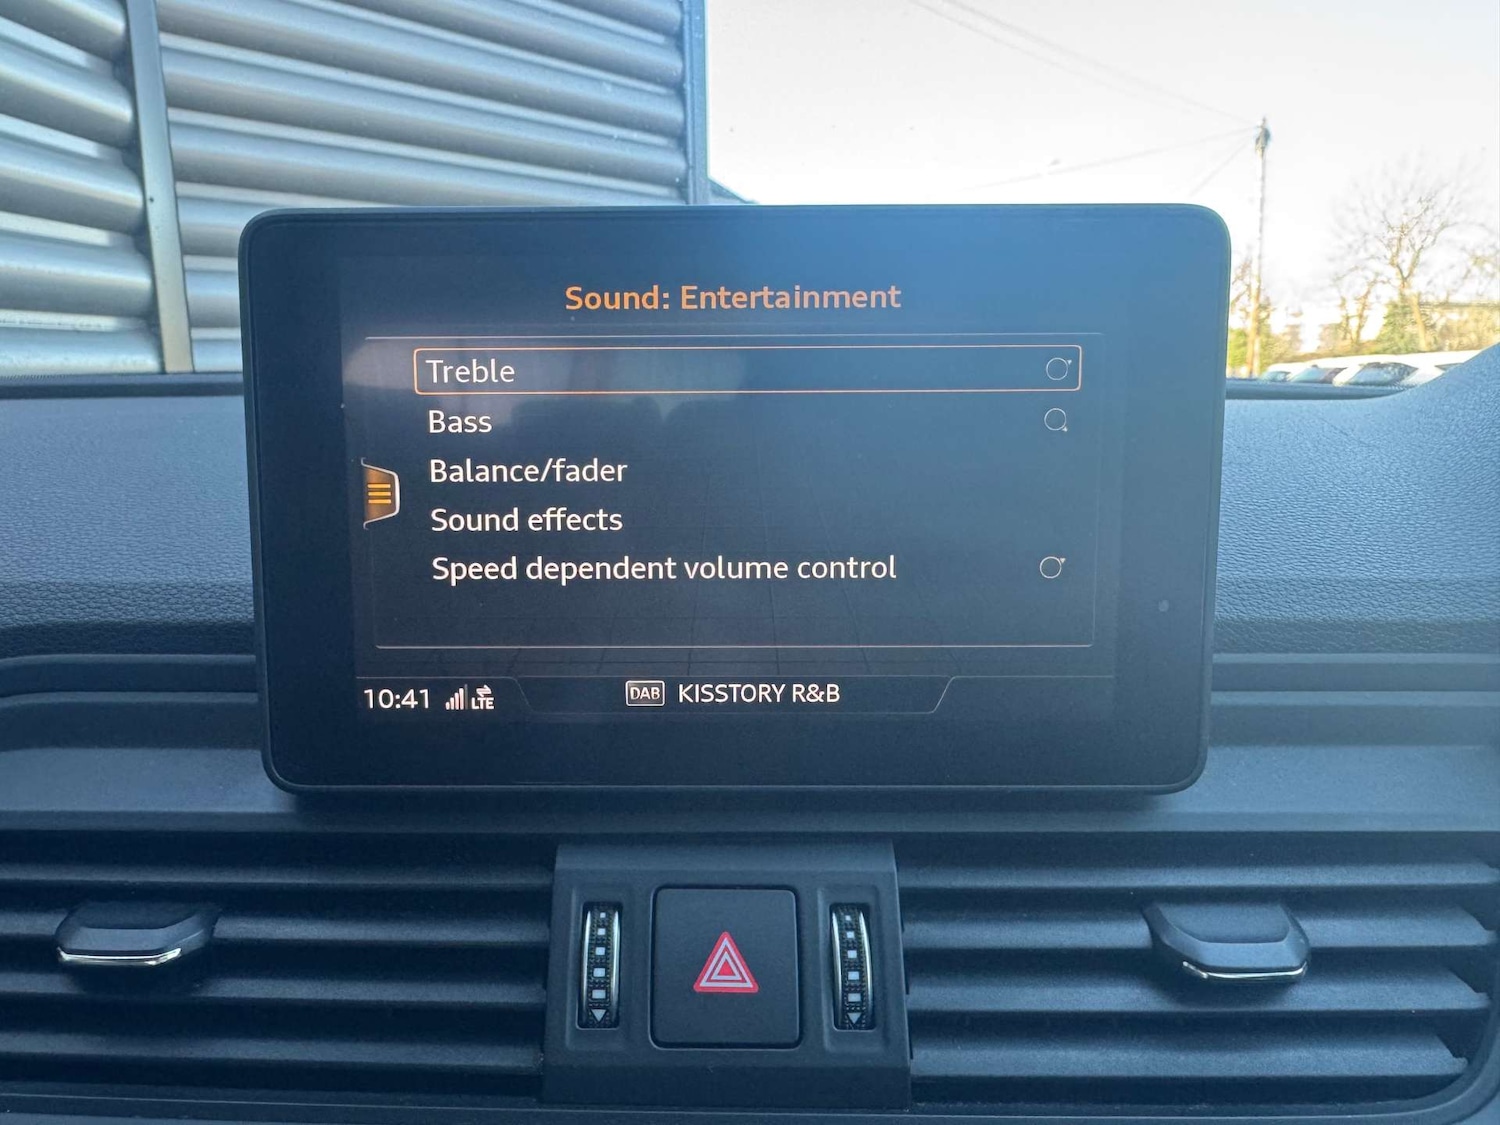 Sound: Entertainment
Treble
Bass
Balance/fader
Sound effects
Speed dependent volume control
10:41 LTE DAB KISSTORY R&B